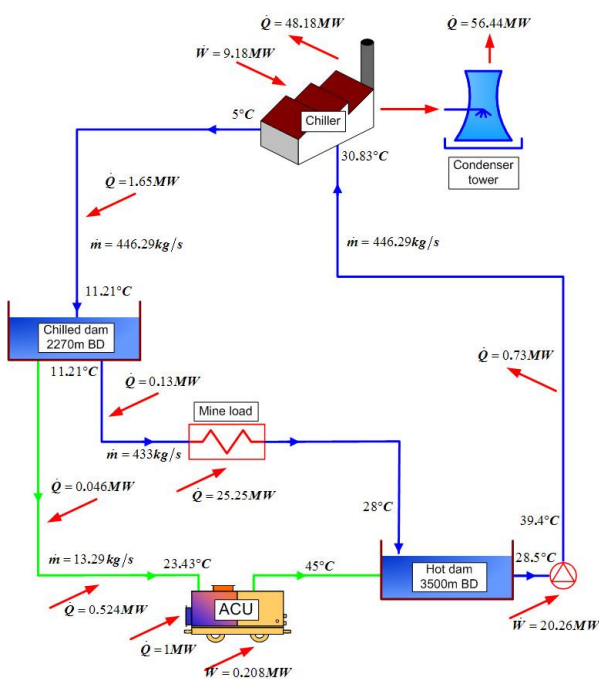 Q̇ = 48.18MW
Q̇ = 56.44MW
Ẇ = 9.18MW
5°C
Chiller
30.83°C
Condenser
tower
Q̇ = 1.65MW
ṁ = 446.29kg/s
ṁ = 446.29kg/s
11.21°C
Chilled dam
2270m BD
11.21°C
Q̇ = 0.13MW
Q̇ = 0.73MW
Mine load
ṁ = 433kg/s
Q̇ = 0.046MW
Q̇ = 25.25MW
28°C
39.4°C
ṁ = 13.29kg/s
23.43°C
45°C
Hot dam
3500m BD
28.5°C
Q̇ = 0.524MW
ACU
Q̇ = 1MW
Ẇ = 0.208MW
Ẇ = 20.26MW